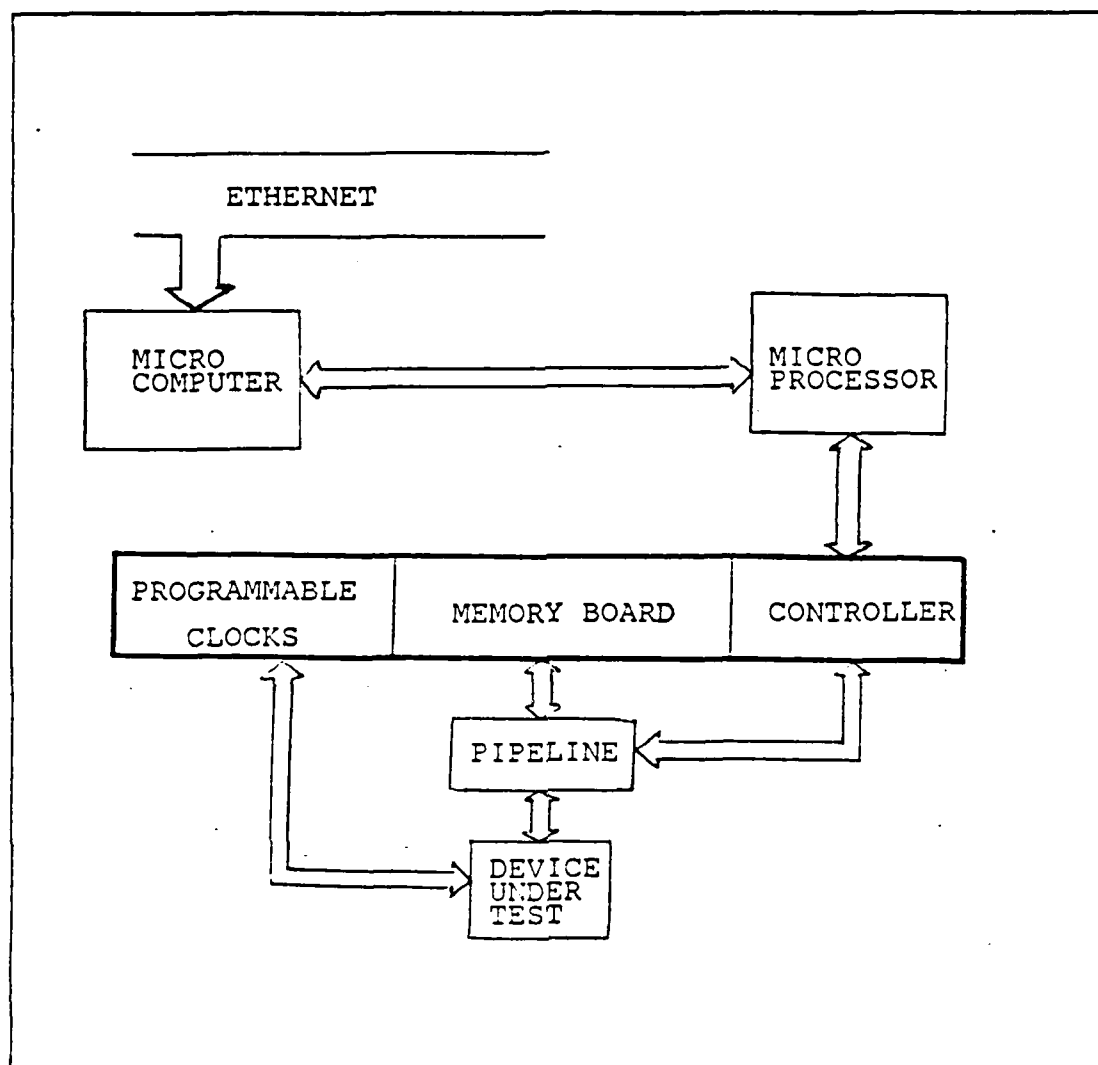 ETHERNET
MICRO
COMPUTER
MICRO
PROCESSOR
PROGRAMMABLE
CLOCKS
MEMORY BOARD
CONTROLLER
PIPELINE
DEVICE
UNDER
TEST